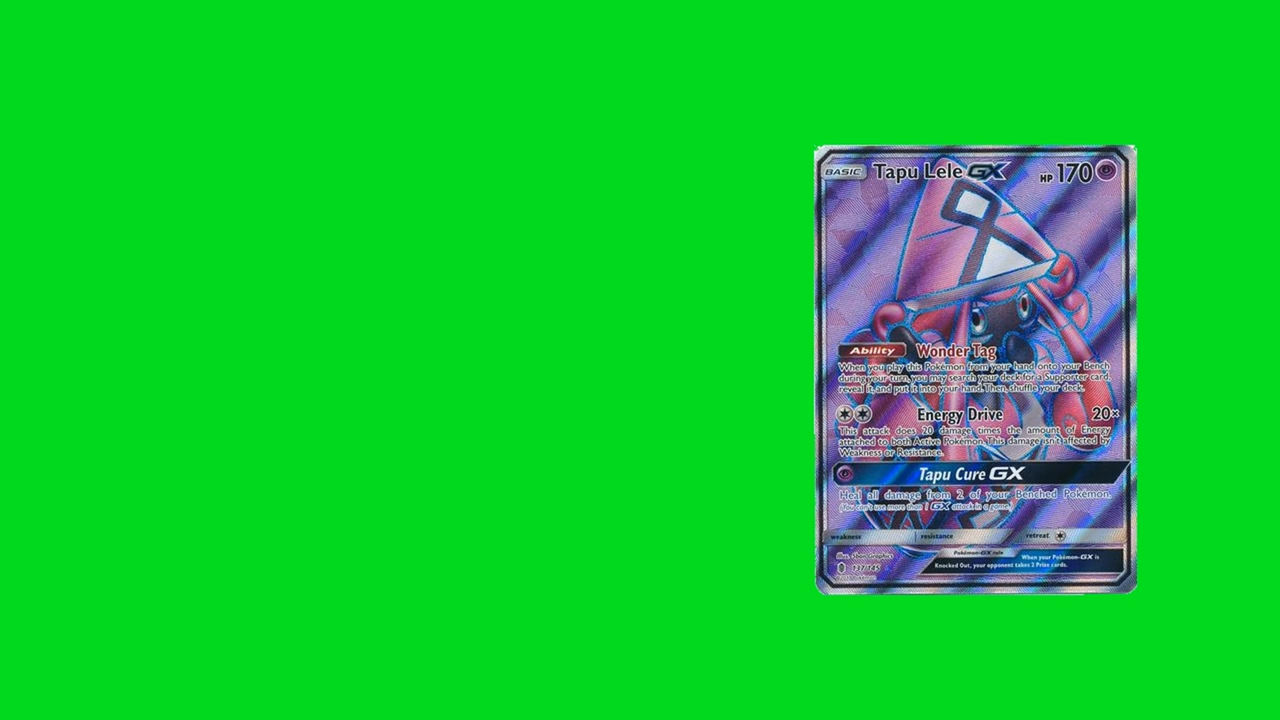 BASIC Tapu Lele GX HP 170
Ability Wonder Tag
When you play this Pokémon from your hand onto your Bench
during your turn, you may search your deck for a Supporter card,
reveal it, and put it into your hand. Then, shuffle your deck.
Energy Drive 20×
This attack does 20 damage times the amount of Energy
attached to both Active Pokémon. This damage isn't affected by
Weakness or Resistance.
Tapu Cure GX
Heal all damage from 2 of your Benched Pokémon.
(You can't use more than 1 GX attack in a game.)
weakness resistance retreat
Illus. 5ban Graphics
137/145
Pokémon-GX rule
When your Pokémon-GX is
Knocked Out, your opponent takes 2 Prize cards.